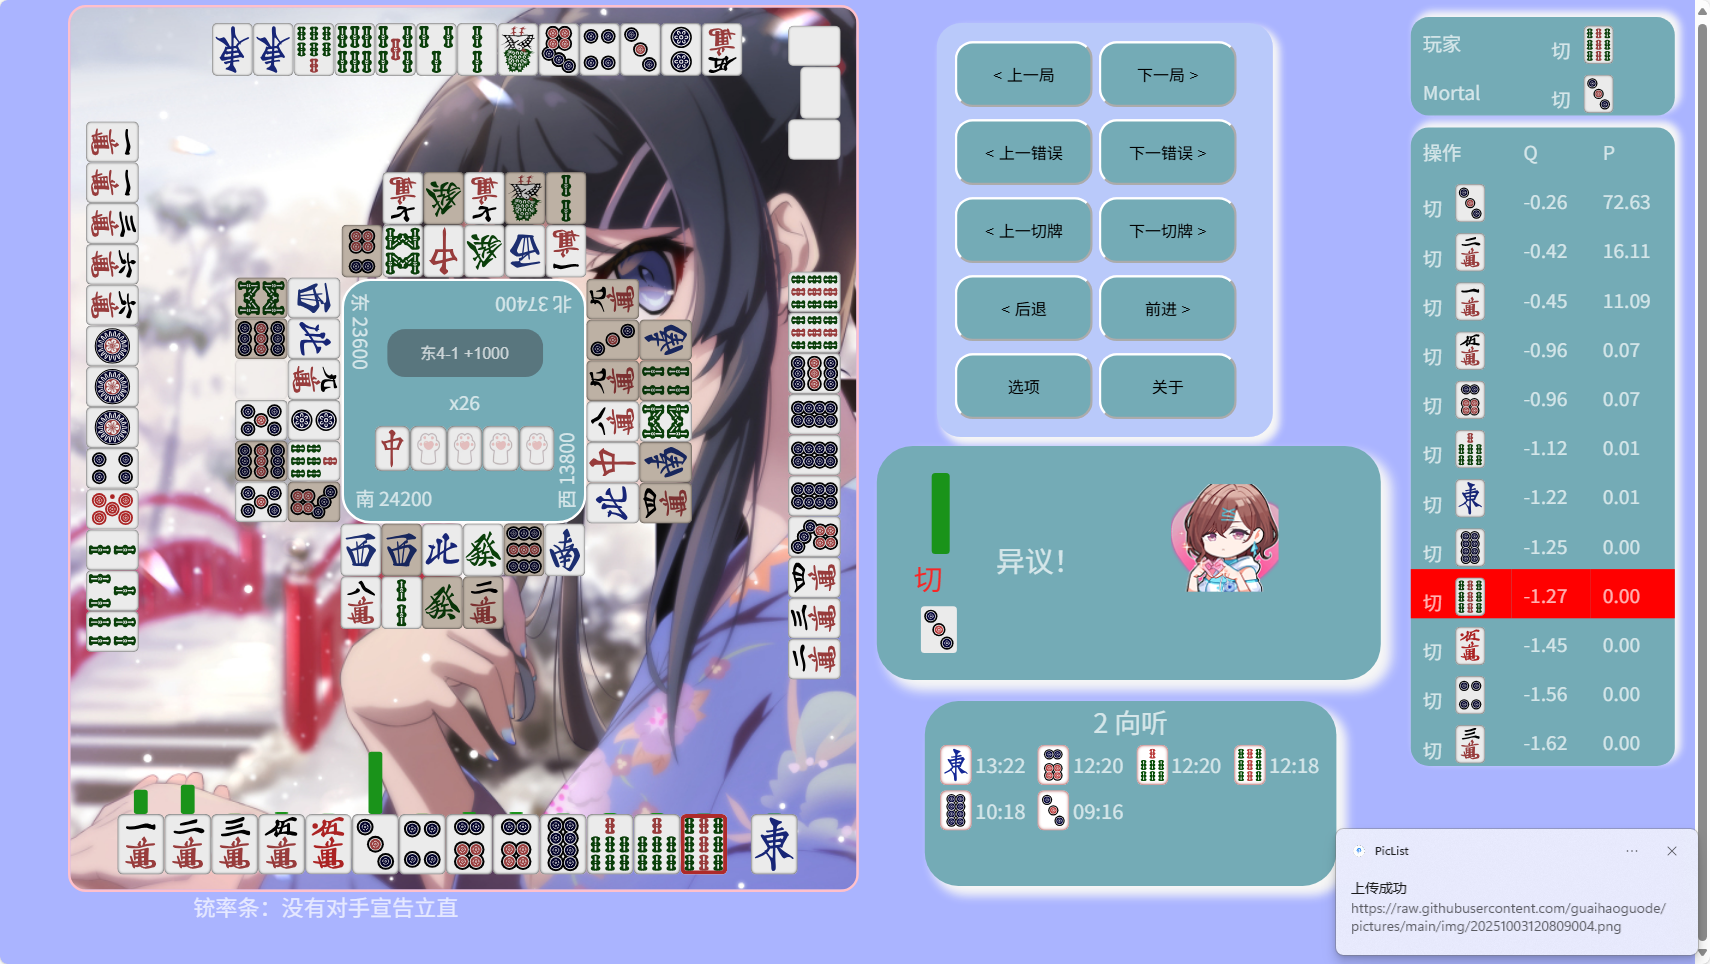 东 23600
北 37400
东4-1 +1000
x26
南 24200
西 13800
铳率条：没有对手宣告立直
< 上一局
下一局 >
< 上一错误
下一错误 >
< 上一切牌
下一切牌 >
< 后退
前进 >
选项
关于
切
异议！
2 向听
13:22
12:20
12:20
12:18
10:18
09:16
玩家 切
Mortal 切
操作 Q P
切 -0.26 72.63
切 -0.42 16.11
切 -0.45 11.09
切 -0.96 0.07
切 -0.96 0.07
切 -1.12 0.01
切 -1.22 0.01
切 -1.25 0.00
切 -1.27 0.00
切 -1.45 0.00
切 -1.56 0.00
切 -1.62 0.00
PicList
上传成功
https://raw.githubusercontent.com/guaihaoguode/
pictures/main/img/20251003120809004.png